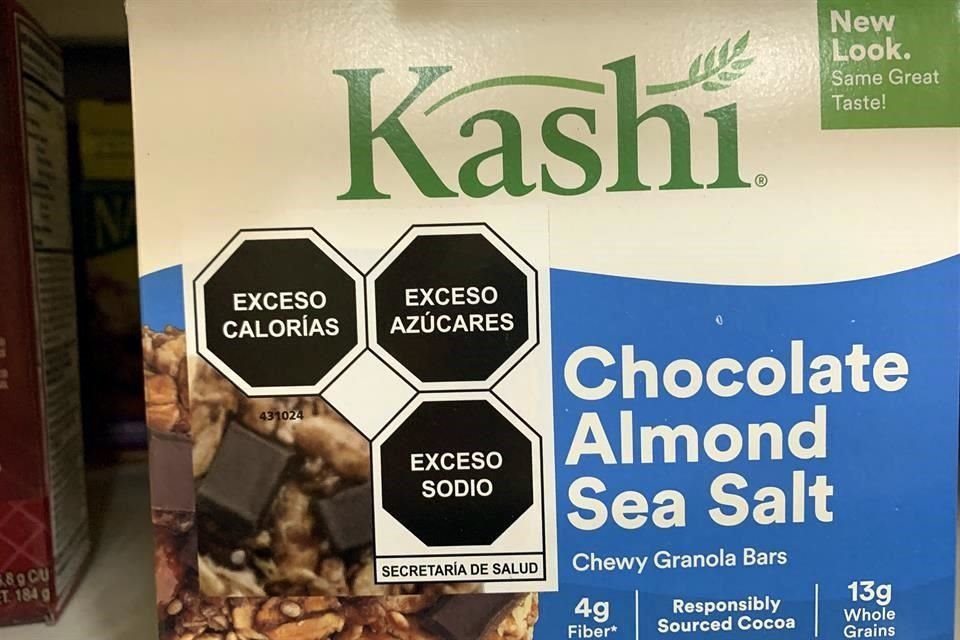 New
Look.
Same Great
Taste!
Kashi®
EXCESO
CALORÍAS
EXCESO
AZÚCARES
431024
EXCESO
SODIO
SECRETARÍA DE SALUD
Chocolate
Almond
Sea Salt
Chewy Granola Bars
4g
Fiber*
Responsibly
Sourced Cocoa
13g
Whole
Grains
184 g